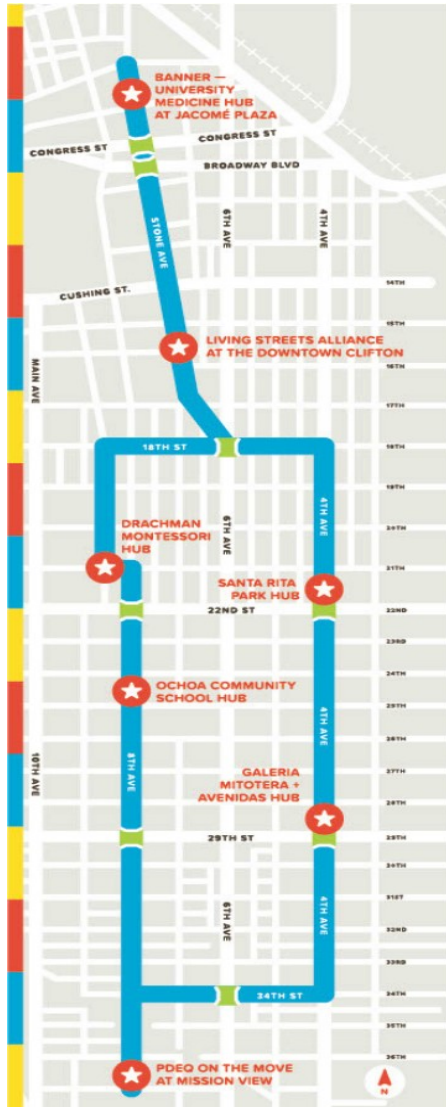 BANNER —
UNIVERSITY
MEDICINE HUB
AT JACOMÉ PLAZA
CONGRESS ST
CONGRESS ST
BROADWAY BLVD
STONE AVE
6TH AVE
4TH AVE
14TH
CUSHING ST.
15TH
LIVING STREETS ALLIANCE
AT THE DOWNTOWN CLIFTON
16TH
MAIN AVE
17TH
18TH ST
18TH
19TH
4TH AVE
6TH AVE
20TH
DRACHMAN
MONTESSORI
HUB
21TH
SANTA RITA
PARK HUB
22ND ST
22ND
23RD
24TH
OCHOA COMMUNITY
SCHOOL HUB
25TH
4TH AVE
26TH
10TH AVE
8TH AVE
27TH
GALERIA
MITOTERA +
AVENIDAS HUB
28TH
29TH ST
31ST
6TH AVE
4TH AVE
32ND
33RD
34TH ST
34TH
35TH
36TH
PDEQ ON THE MOVE
AT MISSION VIEW
N